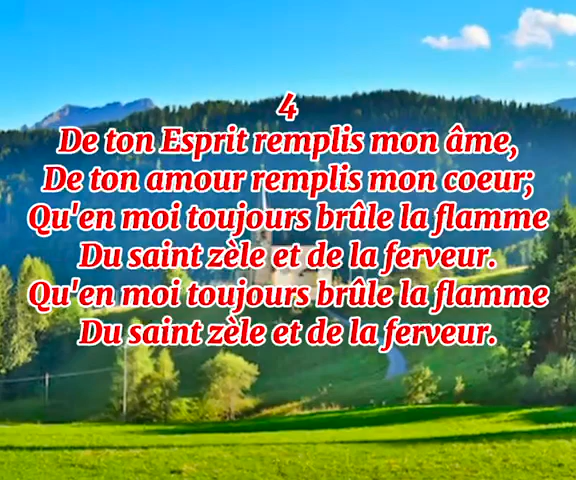 4
De ton Esprit remplis mon âme,
De ton amour remplis mon coeur;
Qu'en moi toujours brûle la flamme
Du saint zèle et de la ferveur.
Qu'en moi toujours brûle la flamme
Du saint zèle et de la ferveur.